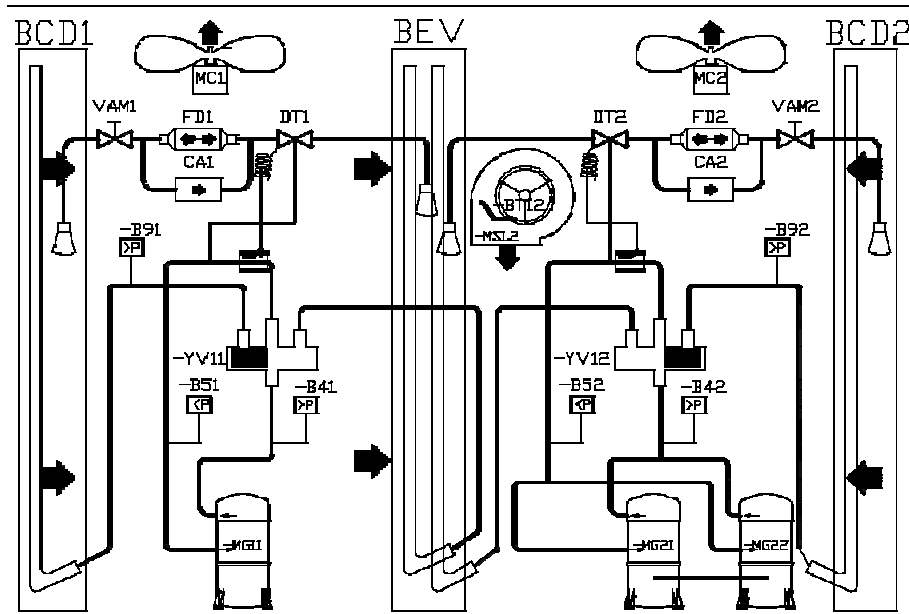 BCD1
BEV
BCD2
MC1
MC2
VAM1
FD1
DT1
DT2
FD2
VAM2
CA1
CA2
-BT12
-MSL2
-B91
>P
-B92
>P
-YV11
-YV12
-B51
<P
-B41
>P
-B52
<P
-B42
>P
-MG11
-MG21
-MG22